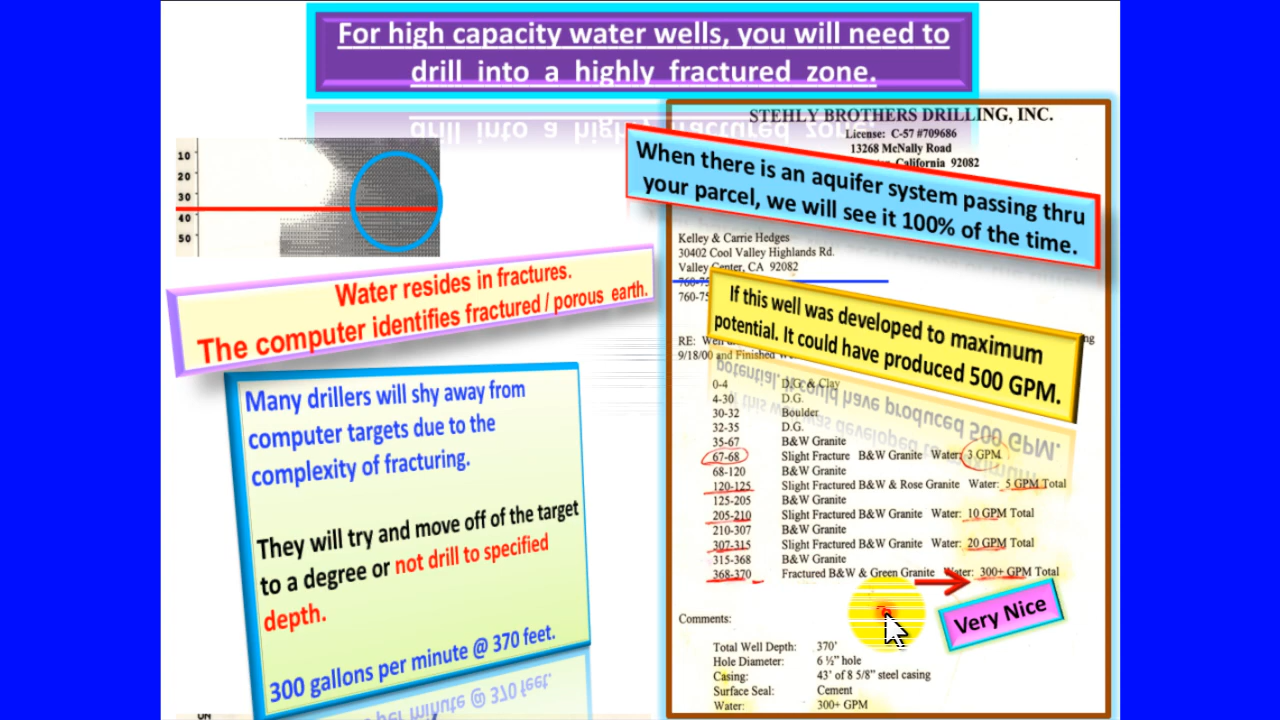 For high capacity water wells, you will need to
drill into a highly fractured zone.
10
20
30
40
50
Water resides in fractures.
The computer identifies fractured / porous earth.
Many drillers will shy away from
computer targets due to the
complexity of fracturing.
They will try and move off of the target
to a degree or not drill to specified
depth.
300 gallons per minute @ 370 feet.
STEHLY BROTHERS DRILLING, INC.
License: C-57 #709686
13268 McNally Road
California 92082
When there is an aquifer system passing thru
your parcel, we will see it 100% of the time.
Kelley & Carrie Hedges
30402 Cool Valley Highlands Rd.
Valley Center, CA 92082
If this well was developed to maximum
potential. It could have produced 500 GPM.
RE:
9/18/00 and Finished
0-4 D.G. & Clay
4-30 D.G.
30-32 Boulder
32-35 D.G.
35-67 B&W Granite
67-68 Slight Fracture B&W Granite Water: 3 GPM
68-120 B&W Granite
120-125 Slight Fractured B&W & Rose Granite Water: 5 GPM Total
125-205 B&W Granite
205-210 Slight Fractured B&W Granite Water: 10 GPM Total
210-307 B&W Granite
307-315 Slight Fractured B&W Granite Water: 20 GPM Total
315-368 B&W Granite
368-370 Fractured B&W & Green Granite Water: 300+ GPM Total
Very Nice
Comments:
Total Well Depth: 370'
Hole Diameter: 6 ½" hole
Casing: 43' of 8 5/8" steel casing
Surface Seal: Cement
Water: 300+ GPM